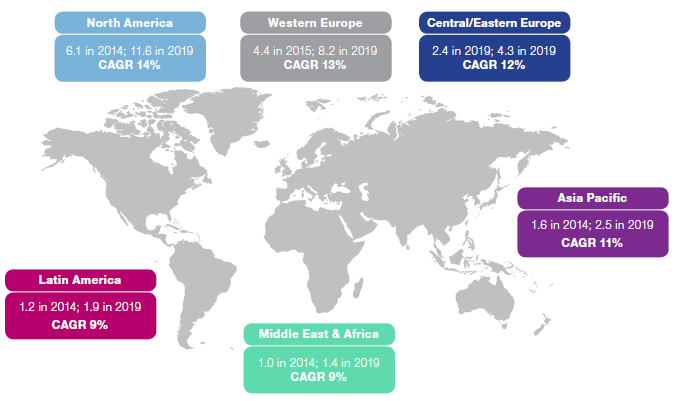 North America
6.1 in 2014; 11.6 in 2019
CAGR 14%
Western Europe
4.4 in 2015; 8.2 in 2019
CAGR 13%
Central/Eastern Europe
2.4 in 2019; 4.3 in 2019
CAGR 12%
Asia Pacific
1.6 in 2014; 2.5 in 2019
CAGR 11%
Latin America
1.2 in 2014; 1.9 in 2019
CAGR 9%
Middle East & Africa
1.0 in 2014; 1.4 in 2019
CAGR 9%